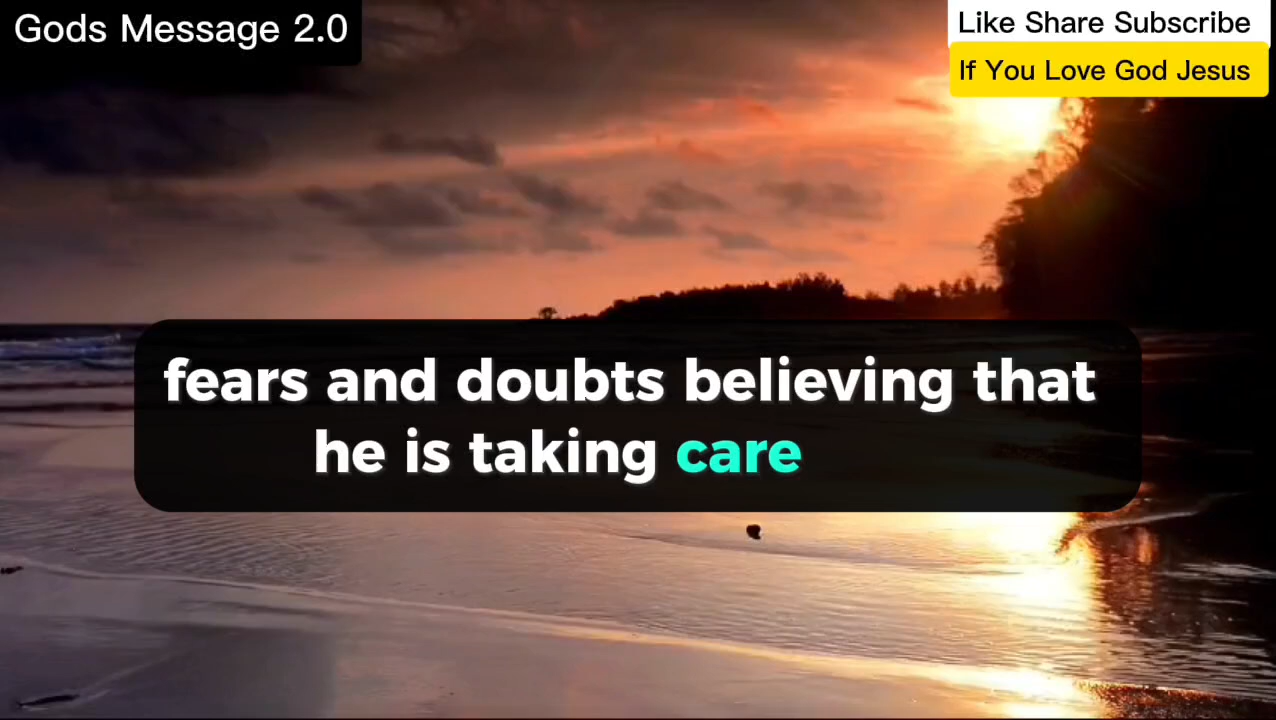 Gods Message 2.0
Like Share Subscribe
If You Love God Jesus
fears and doubts believing that
he is taking care